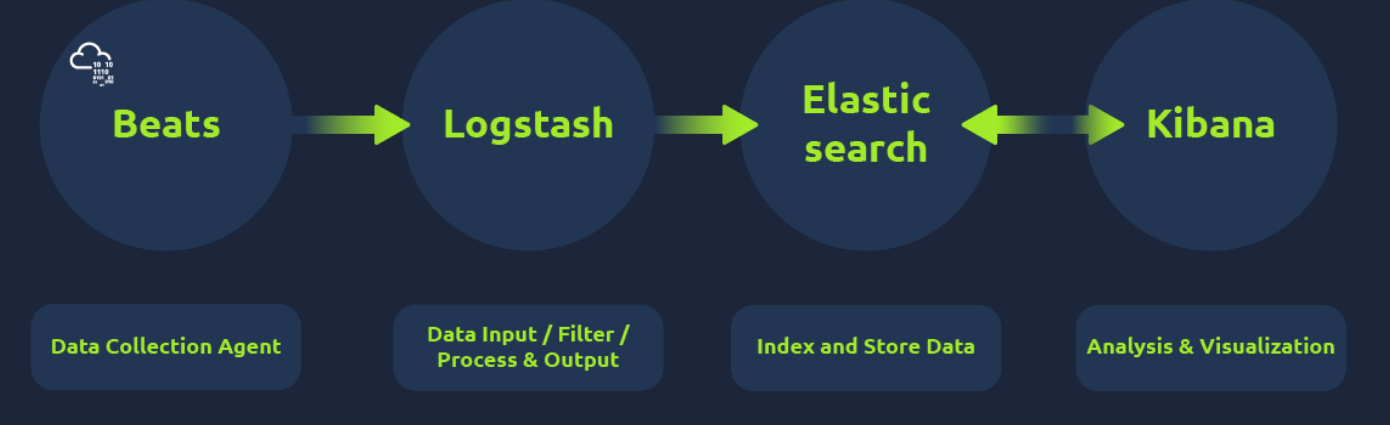 Beats
Logstash
Elastic
search
Kibana
Data Collection Agent
Data Input / Filter /
Process & Output
Index and Store Data
Analysis & Visualization